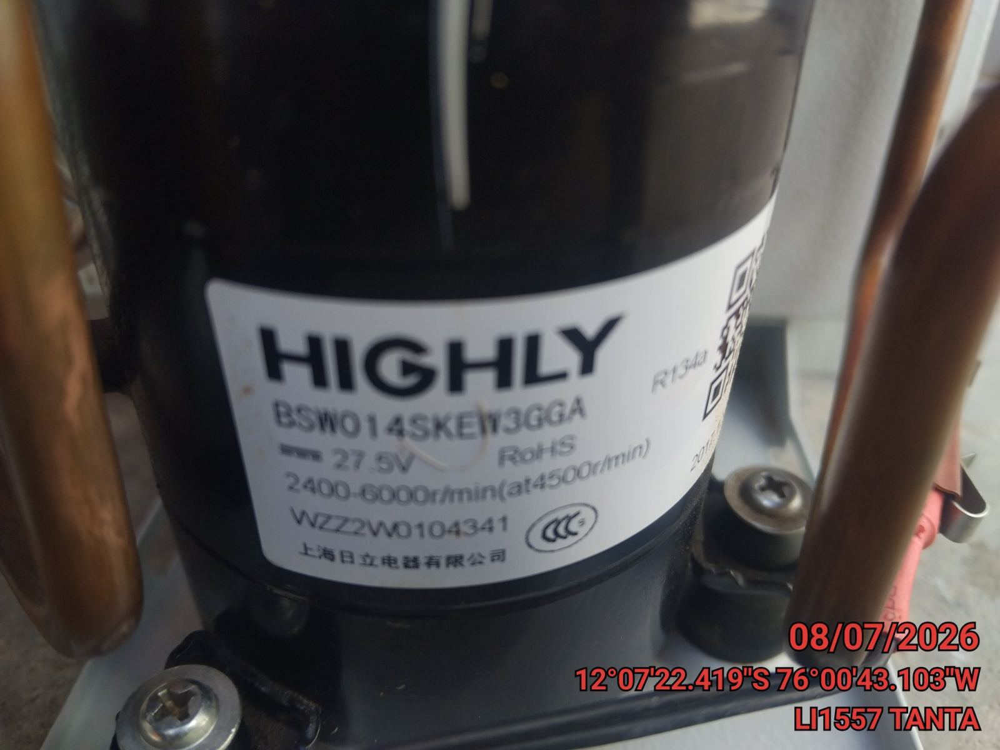 HIGHLY
BSW014SKEW3GGA
R134a
27.5V RoHS
2400-6000r/min(at4500r/min)
WZZ2W0104341
CCC S
上海日立电器有限公司
08/07/2026
12°07'22.419"S 76°00'43.103"W
LI1557 TANTA